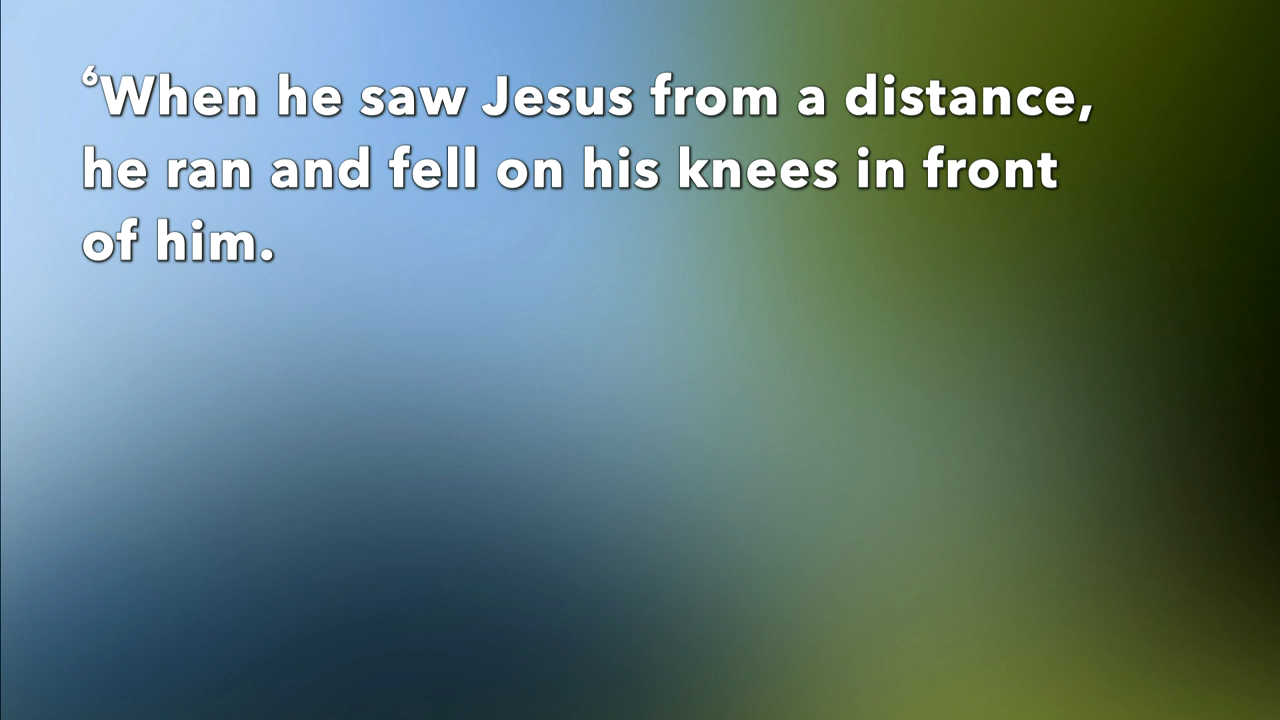 ⁶When he saw Jesus from a distance,
he ran and fell on his knees in front
of him.